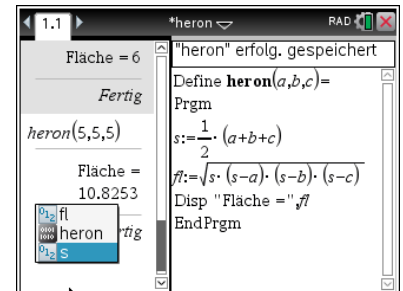 1.1
*heron
RAD
Fläche = 6
Fertig
heron(5,5,5)
Fläche =
10.8253
fl
heron
rtig
s
"heron" erfolg. gespeichert
Define heron(a,b,c)=
Prgm
s:=1/2· (a+b+c)
fl:=√s· (s−a)· (s−b)· (s−c)
Disp "Fläche =",fl
EndPrgm